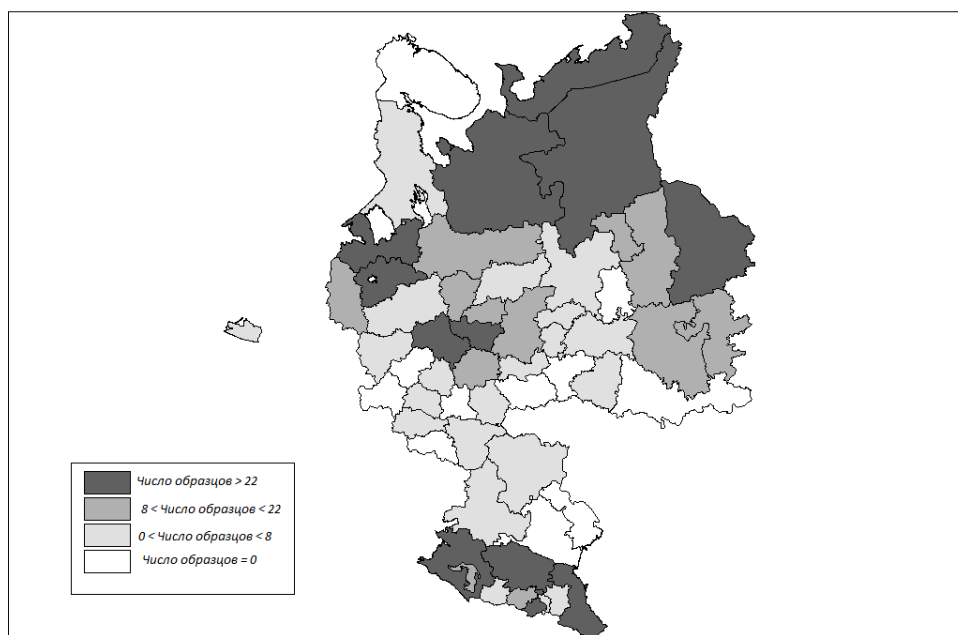 Число образцов > 22
8 < Число образцов < 22
0 < Число образцов < 8
Число образцов = 0